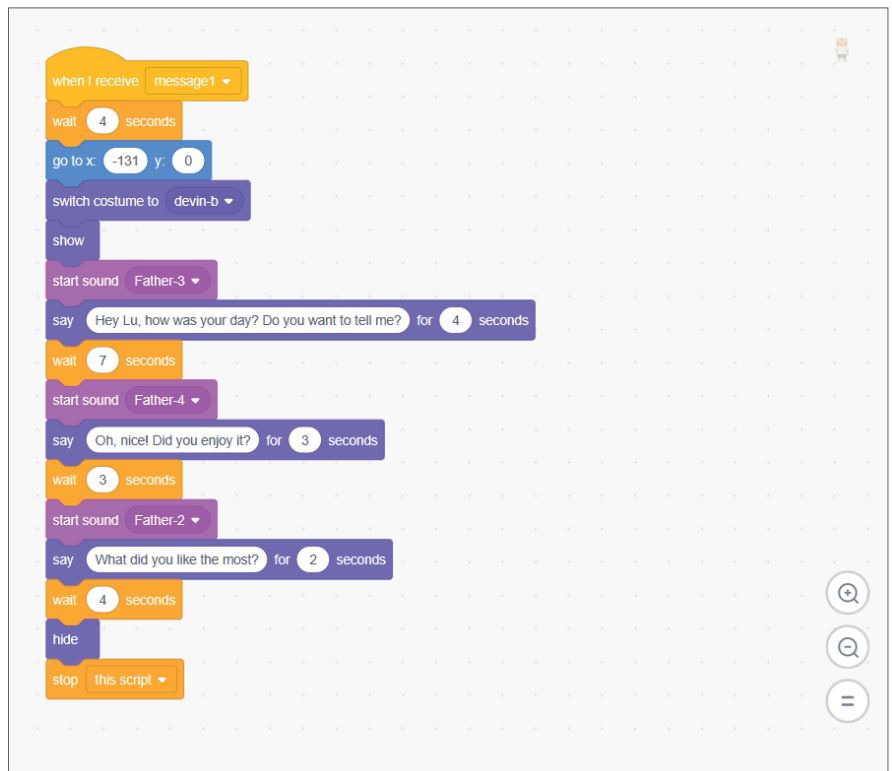 when I receive message1
wait 4 seconds
go to x: -131 y: 0
switch costume to devin-b
show
start sound Father-3
say Hey Lu, how was your day? Do you want to tell me? for 4 seconds
wait 7 seconds
start sound Father-4
say Oh, nice! Did you enjoy it? for 3 seconds
wait 3 seconds
start sound Father-2
say What did you like the most? for 2 seconds
wait 4 seconds
hide
stop this script